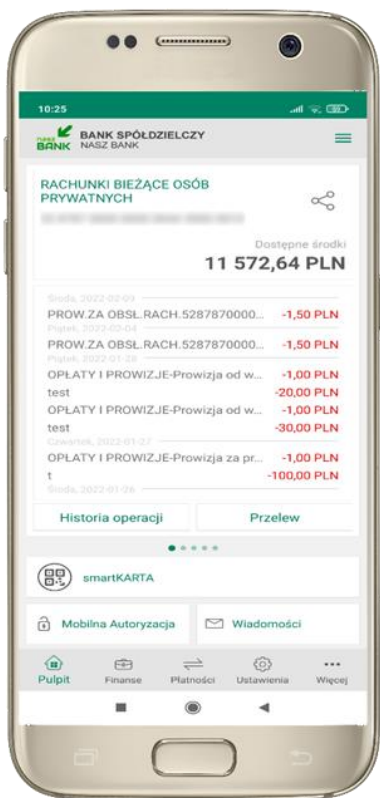 10:25
nasz BANK
BANK SPÓŁDZIELCZY
NASZ BANK
RACHUNKI BIEŻĄCE OSÓB
PRYWATNYCH
Dostępne środki
11 572,64 PLN
Środa, 2022-02-09
PROW.ZA OBSŁ.RACH.5287870000... -1,50 PLN
Piątek, 2022-02-04
PROW.ZA OBSŁ.RACH.5287870000... -1,50 PLN
Piątek, 2022-01-28
OPŁATY I PROWIZJE-Prowizja od w... -1,00 PLN
test -20,00 PLN
OPŁATY I PROWIZJE-Prowizja od w... -1,00 PLN
test -30,00 PLN
Czwartek, 2022-01-27
OPŁATY I PROWIZJE-Prowizja za pr... -1,00 PLN
t -100,00 PLN
Środa, 2022-01-26
Historia operacji Przelew
smartKARTA
Mobilna Autoryzacja Wiadomości
Pulpit Finanse Płatności Ustawienia Więcej